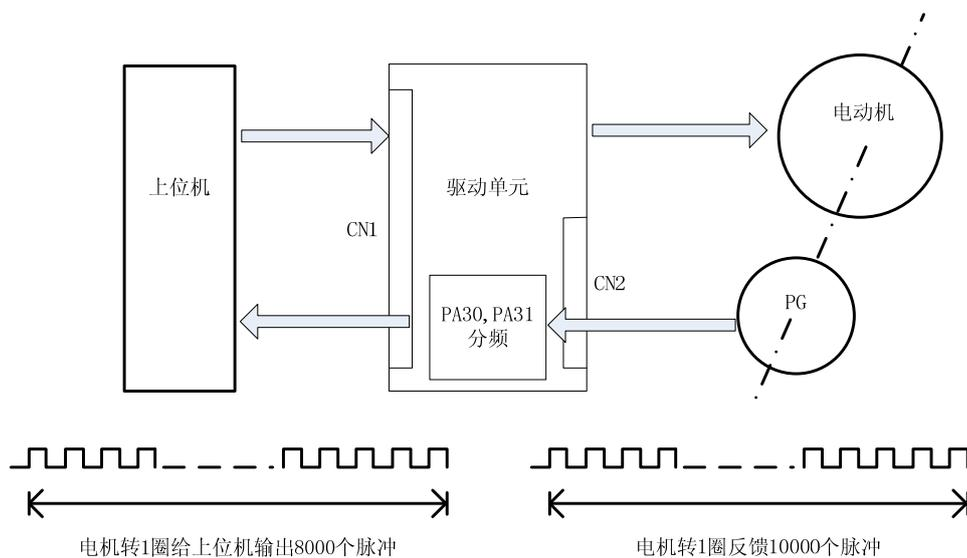 电动机
上位机
驱动单元
CN1
CN2
PA30,PA31
分频
PG
电机转1圈给上位机输出8000个脉冲
电机转1圈反馈10000个脉冲